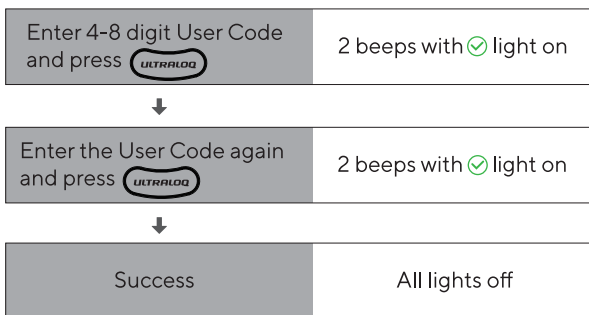 Enter 4-8 digit User Code
and press ULTRALOQ
2 beeps with light on
Enter the User Code again
and press ULTRALOQ
2 beeps with light on
Success
All lights off